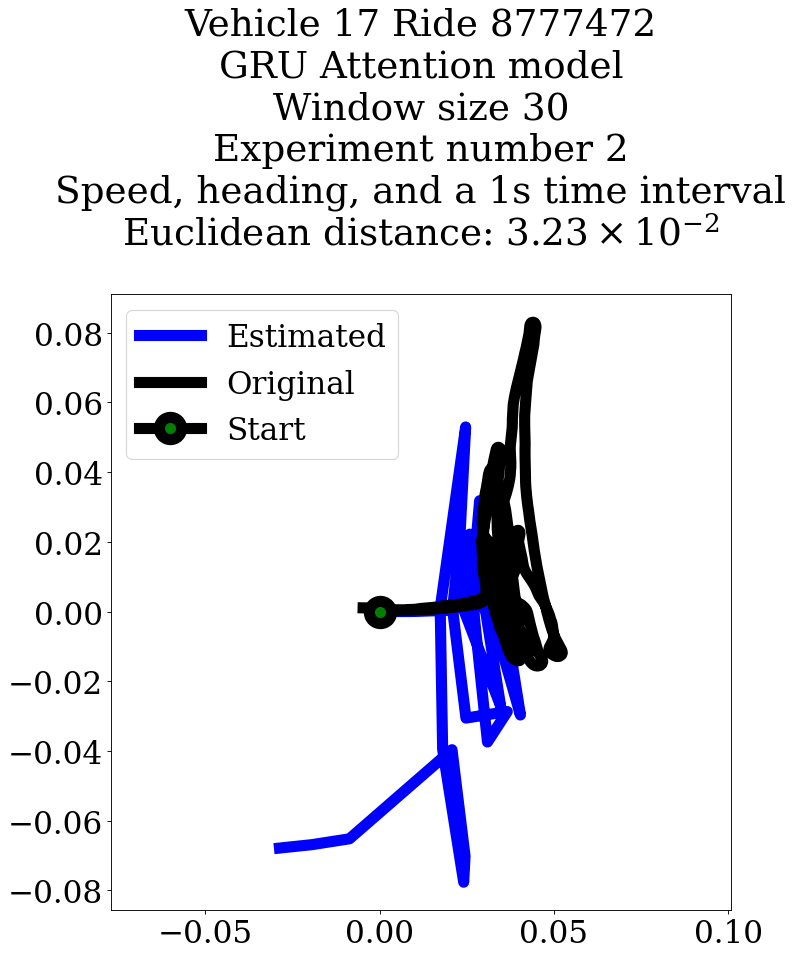 Vehicle 17 Ride 8777472
GRU Attention model
Window size 30
Experiment number 2
Speed, heading, and a 1s time interval
Euclidean distance: 3.23 × 10⁻²
Estimated
Original
Start
0.08
0.06
0.04
0.02
0.00
−0.02
−0.04
−0.06
−0.08
−0.05 0.00 0.05 0.10